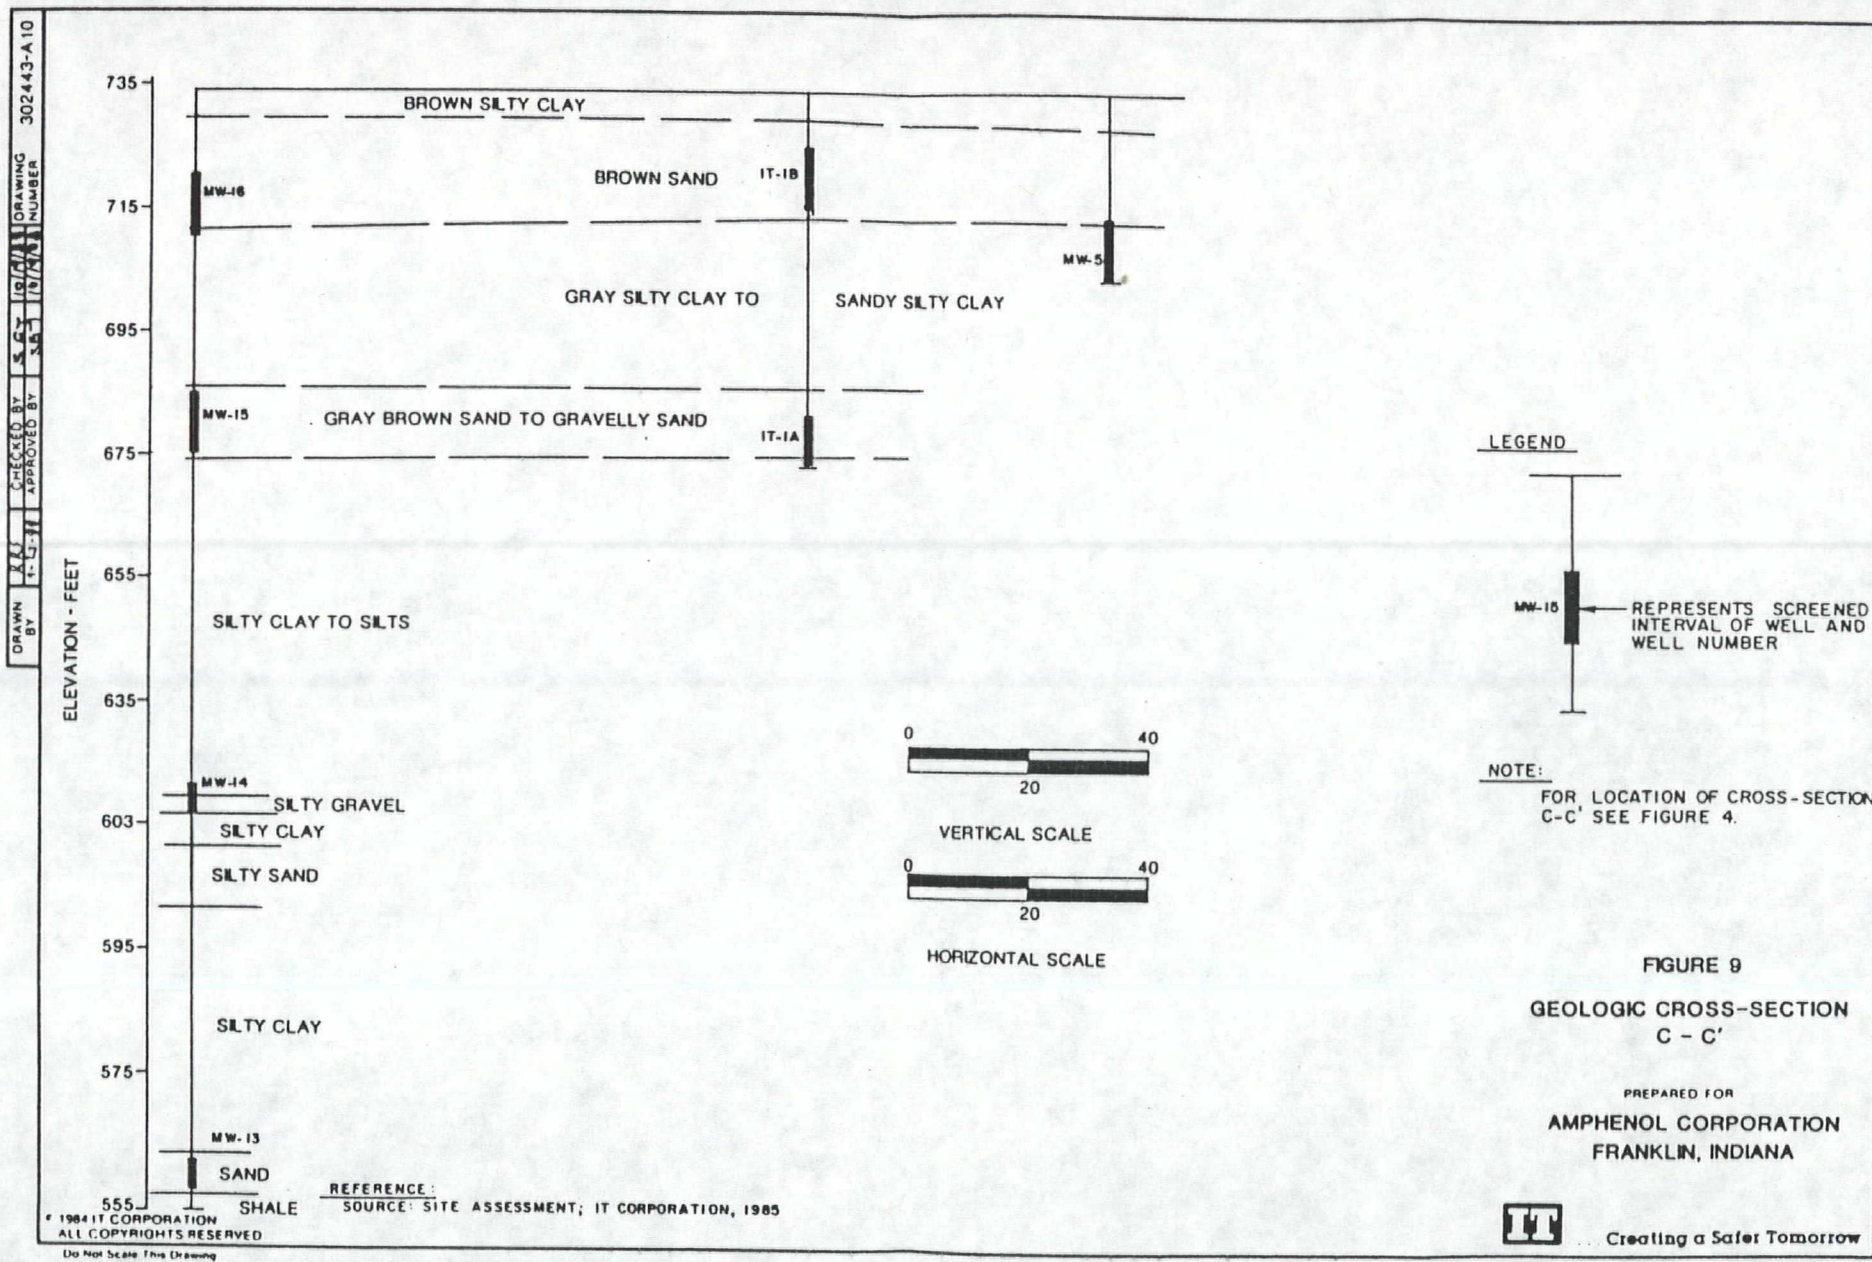 302443-A10
DRAWING
NUMBER
CHECKED BY
APPROVED BY
DRAWN
BY
735
715
695
675
655
635
603
595
575
555
ELEVATION - FEET
BROWN SILTY CLAY
BROWN SAND
IT-1B
MW-16
MW-5
GRAY SILTY CLAY TO
SANDY SILTY CLAY
MW-15
GRAY BROWN SAND TO GRAVELLY SAND
IT-1A
SILTY CLAY TO SILTS
MW-14
SILTY GRAVEL
SILTY CLAY
SILTY SAND
SILTY CLAY
MW-13
SAND
SHALE
0 40
20
VERTICAL SCALE
0 40
20
HORIZONTAL SCALE
LEGEND
REPRESENTS SCREENED
INTERVAL OF WELL AND
WELL NUMBER
NOTE:
FOR LOCATION OF CROSS-SECTION
C-C' SEE FIGURE 4.
FIGURE 9
GEOLOGIC CROSS-SECTION
C - C'
PREPARED FOR
AMPHENOL CORPORATION
FRANKLIN, INDIANA
IT
... Creating a Safer Tomorrow
REFERENCE:
SOURCE: SITE ASSESSMENT; IT CORPORATION, 1985
1984 IT CORPORATION
ALL COPYRIGHTS RESERVED
Do Not Scale This Drawing